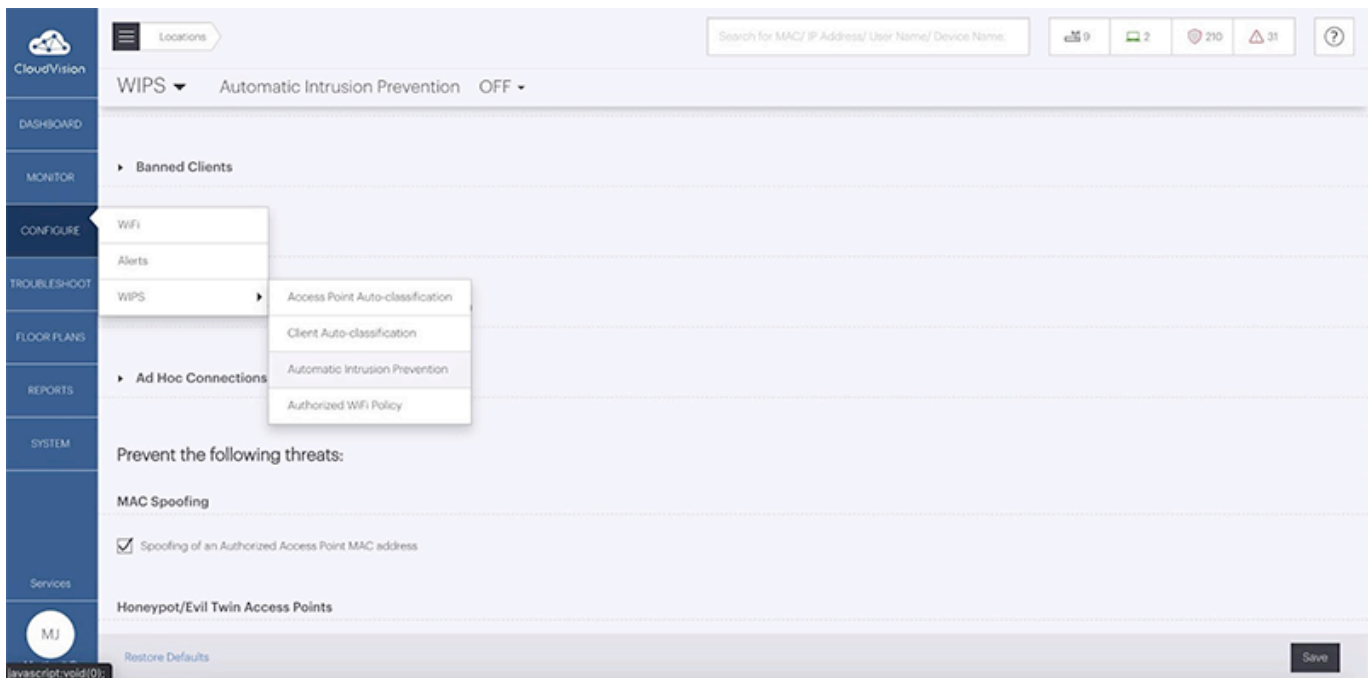 CloudVision
Locations
Search for MAC/ IP Address/ User Name/ Device Name:
9
2
210
31
?
WIPS Automatic Intrusion Prevention OFF
DASHBOARD
MONITOR
CONFIGURE
TROUBLESHOOT
FLOOR PLANS
REPORTS
SYSTEM
Services
MJ
javascript:void(0);
Banned Clients
WiFi
Alerts
WIPS
Access Point Auto-classification
Client Auto-classification
Automatic Intrusion Prevention
Authorized WiFi Policy
Ad Hoc Connections
Prevent the following threats:
MAC Spoofing
Spoofing of an Authorized Access Point MAC address
Honeypot/Evil Twin Access Points
Restore Defaults
Save